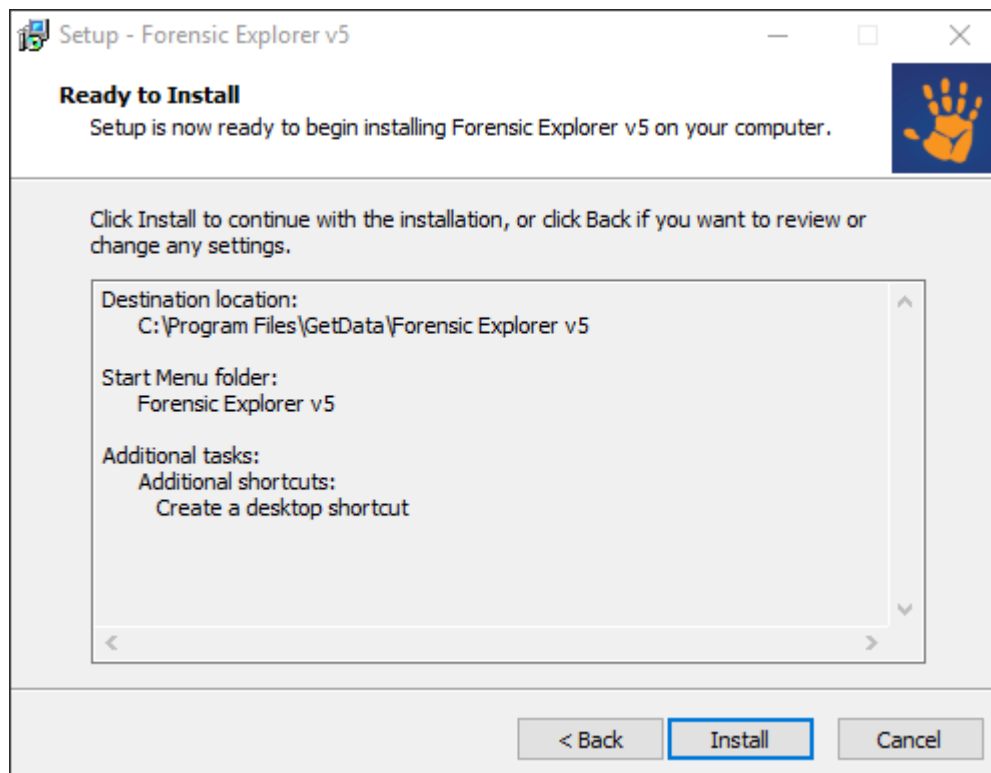 Setup - Forensic Explorer v5
Ready to Install
Setup is now ready to begin installing Forensic Explorer v5 on your computer.
Click Install to continue with the installation, or click Back if you want to review or
change any settings.
Destination location:
C:\Program Files\GetData\Forensic Explorer v5
Start Menu folder:
Forensic Explorer v5
Additional tasks:
Additional shortcuts:
Create a desktop shortcut
< Back
Install
Cancel